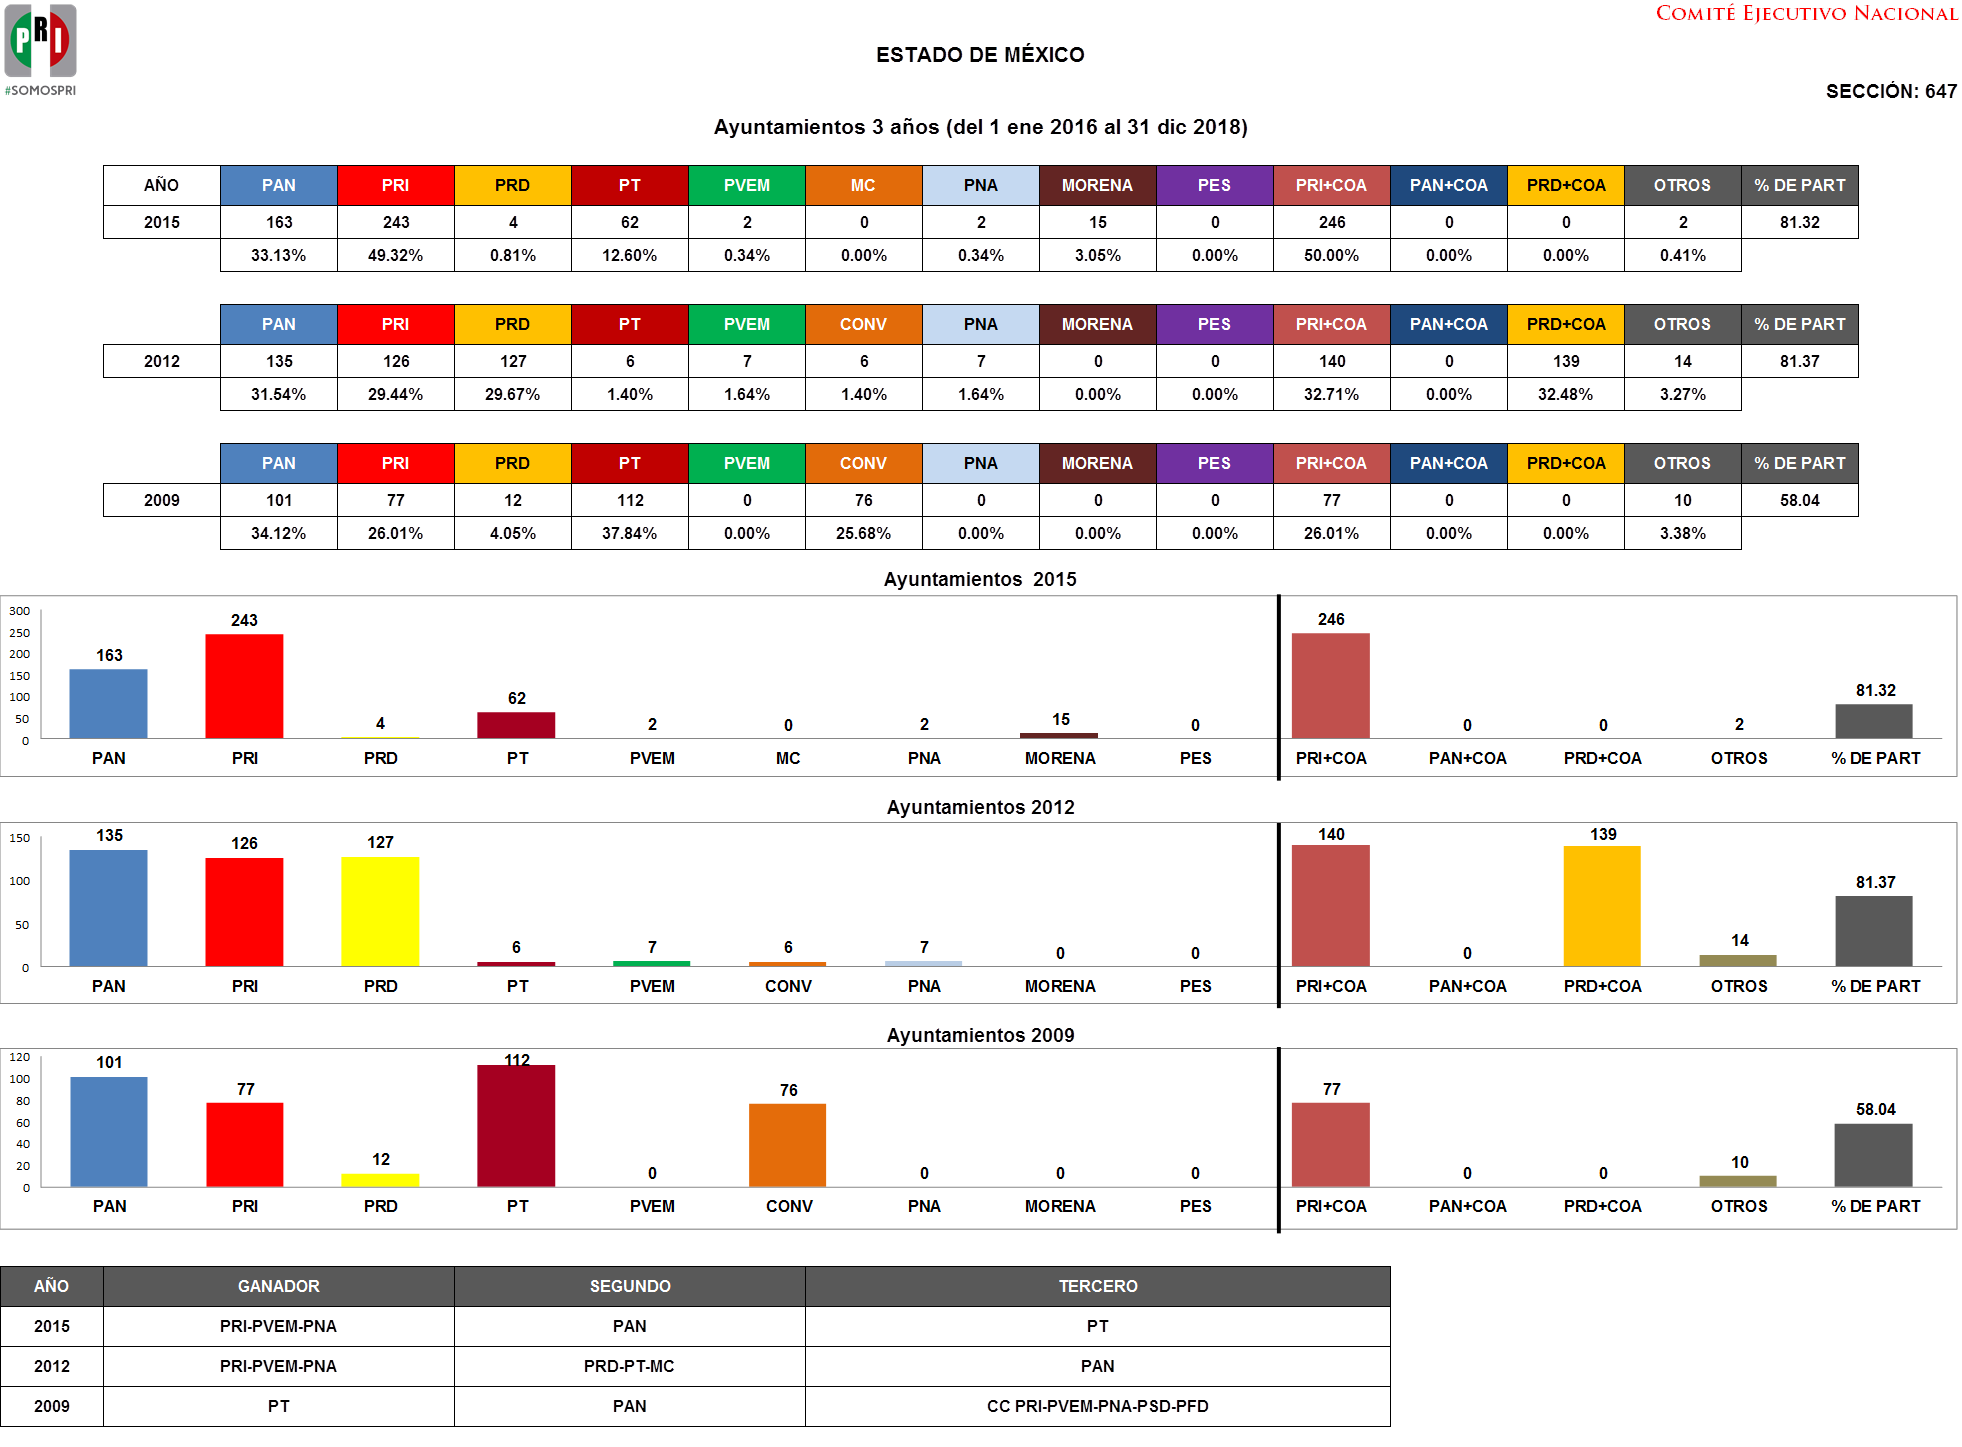 PRI
#SOMOSPRI
COMITÉ EJECUTIVO NACIONAL
ESTADO DE MÉXICO
SECCIÓN: 647
Ayuntamientos 3 años (del 1 ene 2016 al 31 dic 2018)
AÑO PAN PRI PRD PT PVEM MC PNA MORENA PES PRI+COA PAN+COA PRD+COA OTROS % DE PART
2015 163 243 4 62 2 0 2 15 0 246 0 0 2 81.32
33.13% 49.32% 0.81% 12.60% 0.34% 0.00% 0.34% 3.05% 0.00% 50.00% 0.00% 0.00% 0.41%
PAN PRI PRD PT PVEM CONV PNA MORENA PES PRI+COA PAN+COA PRD+COA OTROS % DE PART
2012 135 126 127 6 7 6 7 0 0 140 0 139 14 81.37
31.54% 29.44% 29.67% 1.40% 1.64% 1.40% 1.64% 0.00% 0.00% 32.71% 0.00% 32.48% 3.27%
PAN PRI PRD PT PVEM CONV PNA MORENA PES PRI+COA PAN+COA PRD+COA OTROS % DE PART
2009 101 77 12 112 0 76 0 0 0 77 0 0 10 58.04
34.12% 26.01% 4.05% 37.84% 0.00% 25.68% 0.00% 0.00% 0.00% 26.01% 0.00% 0.00% 3.38%
Ayuntamientos 2015
300
250
200
150
100
50
0
163 243 4 62 2 0 2 15 0 246 0 0 2 81.32
PAN PRI PRD PT PVEM MC PNA MORENA PES PRI+COA PAN+COA PRD+COA OTROS % DE PART
Ayuntamientos 2012
150
100
50
0
135 126 127 6 7 6 7 0 0 140 0 139 14 81.37
PAN PRI PRD PT PVEM CONV PNA MORENA PES PRI+COA PAN+COA PRD+COA OTROS % DE PART
Ayuntamientos 2009
120
100
80
60
40
20
0
101 77 12 112 0 76 0 0 0 77 0 0 10 58.04
PAN PRI PRD PT PVEM CONV PNA MORENA PES PRI+COA PAN+COA PRD+COA OTROS % DE PART
AÑO GANADOR SEGUNDO TERCERO
2015 PRI-PVEM-PNA PAN PT
2012 PRI-PVEM-PNA PRD-PT-MC PAN
2009 PT PAN CC PRI-PVEM-PNA-PSD-PFD